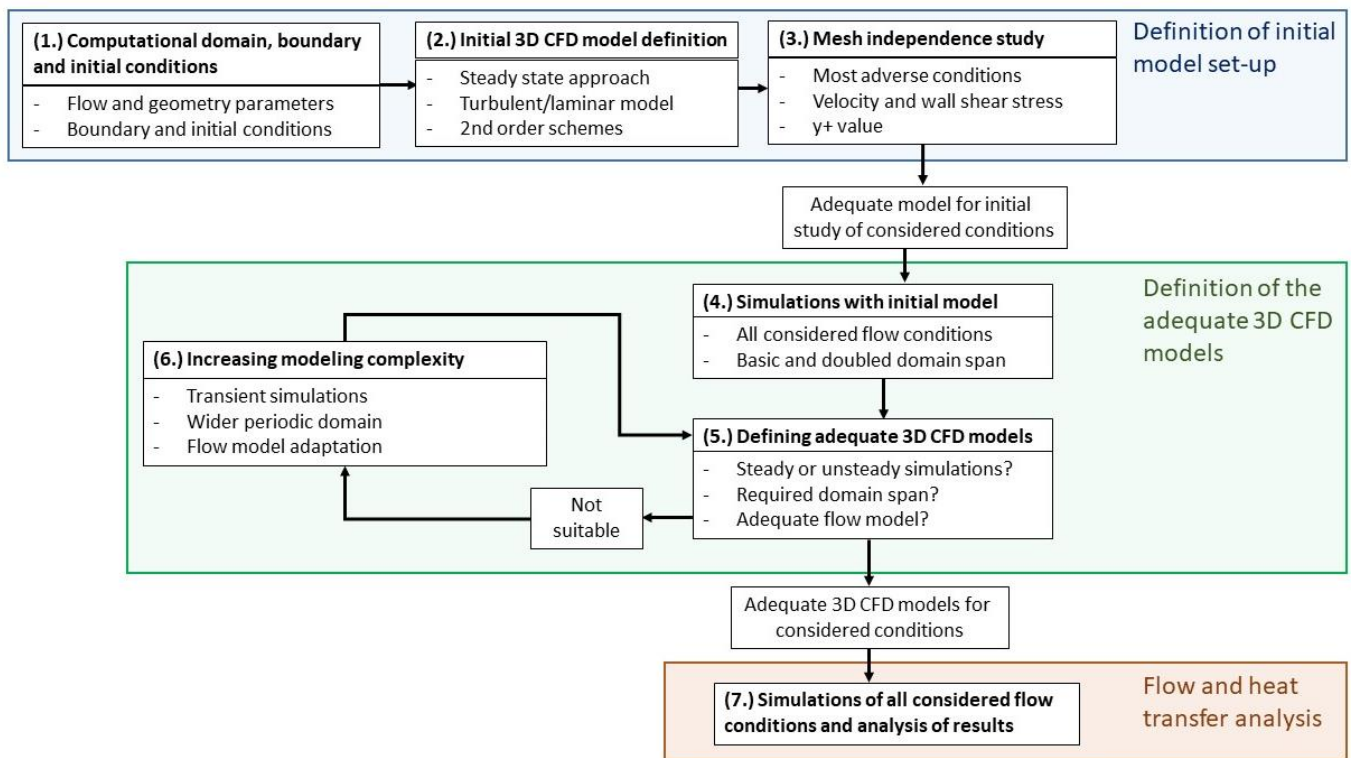 (1.) Computational domain, boundary
and initial conditions
- Flow and geometry parameters
- Boundary and initial conditions
(2.) Initial 3D CFD model definition
- Steady state approach
- Turbulent/laminar model
- 2nd order schemes
(3.) Mesh independence study
- Most adverse conditions
- Velocity and wall shear stress
- y+ value
Definition of initial
model set-up
Adequate model for initial
study of considered conditions
(4.) Simulations with initial model
- All considered flow conditions
- Basic and doubled domain span
Definition of the
adequate 3D CFD
models
(6.) Increasing modeling complexity
- Transient simulations
- Wider periodic domain
- Flow model adaptation
(5.) Defining adequate 3D CFD models
- Steady or unsteady simulations?
- Required domain span?
- Adequate flow model?
Not
suitable
Adequate 3D CFD models for
considered conditions
(7.) Simulations of all considered flow
conditions and analysis of results
Flow and heat
transfer analysis